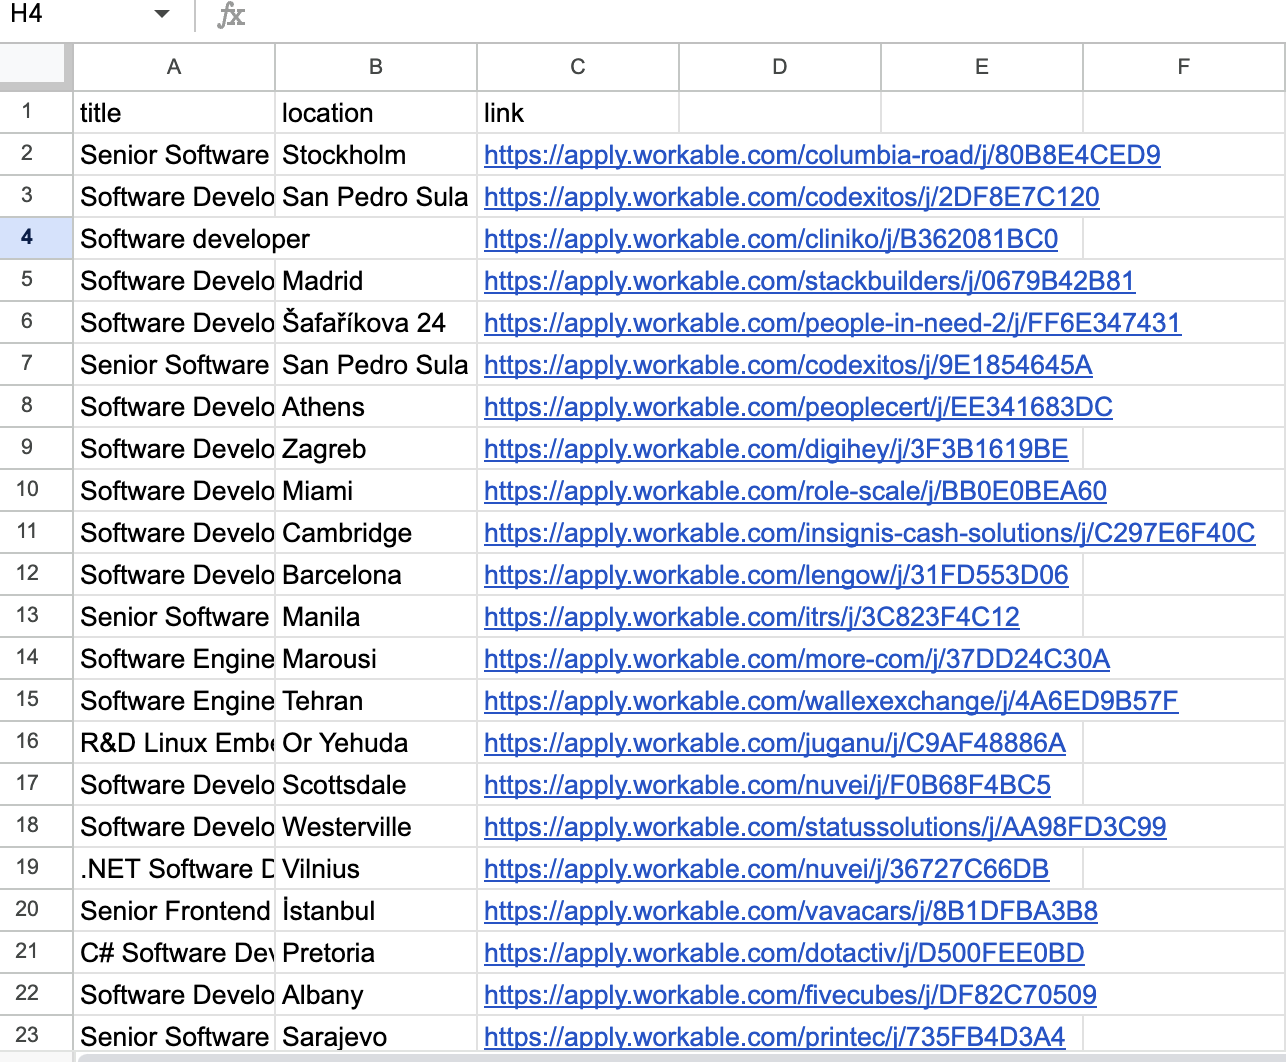 H4 fx
A B C D E F
1 title location link
2 Senior Software Stockholm https://apply.workable.com/columbia-road/j/80B8E4CED9
3 Software Develo San Pedro Sula https://apply.workable.com/codexitos/j/2DF8E7C120
4 Software developer https://apply.workable.com/cliniko/j/B362081BC0
5 Software Develo Madrid https://apply.workable.com/stackbuilders/j/0679B42B81
6 Software Develo Šafaříkova 24 https://apply.workable.com/people-in-need-2/j/FF6E347431
7 Senior Software San Pedro Sula https://apply.workable.com/codexitos/j/9E1854645A
8 Software Develo Athens https://apply.workable.com/peoplecert/j/EE341683DC
9 Software Develo Zagreb https://apply.workable.com/digihey/j/3F3B1619BE
10 Software Develo Miami https://apply.workable.com/role-scale/j/BB0E0BEA60
11 Software Develo Cambridge https://apply.workable.com/insignis-cash-solutions/j/C297E6F40C
12 Software Develo Barcelona https://apply.workable.com/lengow/j/31FD553D06
13 Senior Software Manila https://apply.workable.com/itrs/j/3C823F4C12
14 Software Engine Marousi https://apply.workable.com/more-com/j/37DD24C30A
15 Software Engine Tehran https://apply.workable.com/wallexexchange/j/4A6ED9B57F
16 R&D Linux Embe Or Yehuda https://apply.workable.com/juganu/j/C9AF48886A
17 Software Develo Scottsdale https://apply.workable.com/nuvei/j/F0B68F4BC5
18 Software Develo Westerville https://apply.workable.com/statussolutions/j/AA98FD3C99
19 .NET Software D Vilnius https://apply.workable.com/nuvei/j/36727C66DB
20 Senior Frontend İstanbul https://apply.workable.com/vavacars/j/8B1DFBA3B8
21 C# Software Dev Pretoria https://apply.workable.com/dotactiv/j/D500FEE0BD
22 Software Develo Albany https://apply.workable.com/fivecubes/j/DF82C70509
23 Senior Software Sarajevo https://apply.workable.com/printec/j/735FB4D3A4